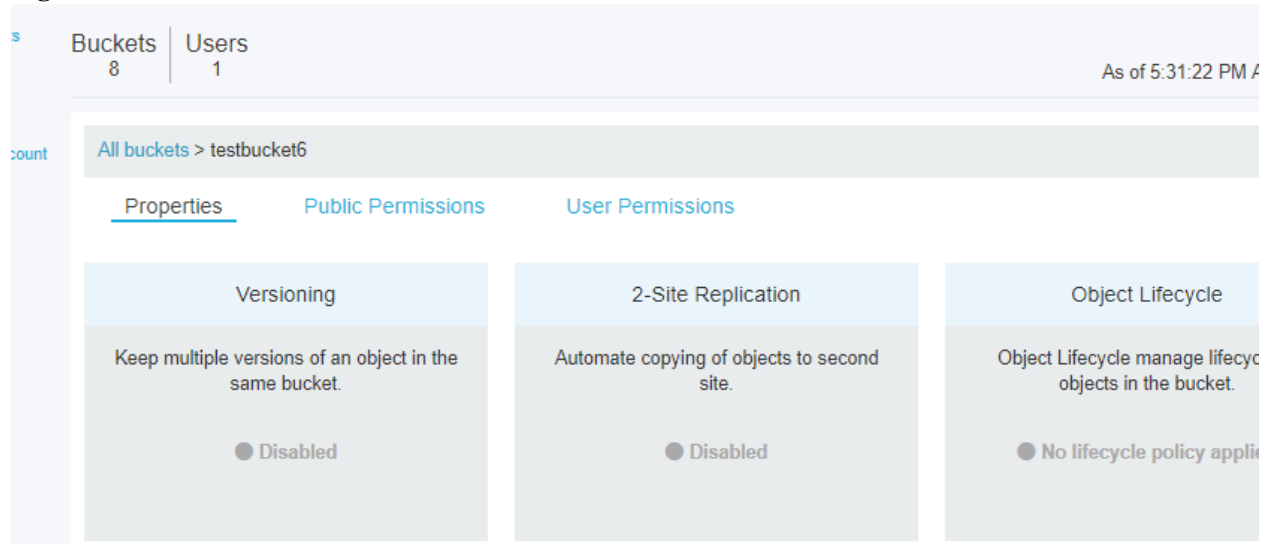 Buckets Users
8 1
As of 5:31:22 PM
count
All buckets > testbucket6
Properties Public Permissions User Permissions
Versioning 2-Site Replication Object Lifecycle
Keep multiple versions of an object in the Automate copying of objects to second Object Lifecycle manage
same bucket. site. objects in the bucket.
Disabled Disabled No lifecycle policy